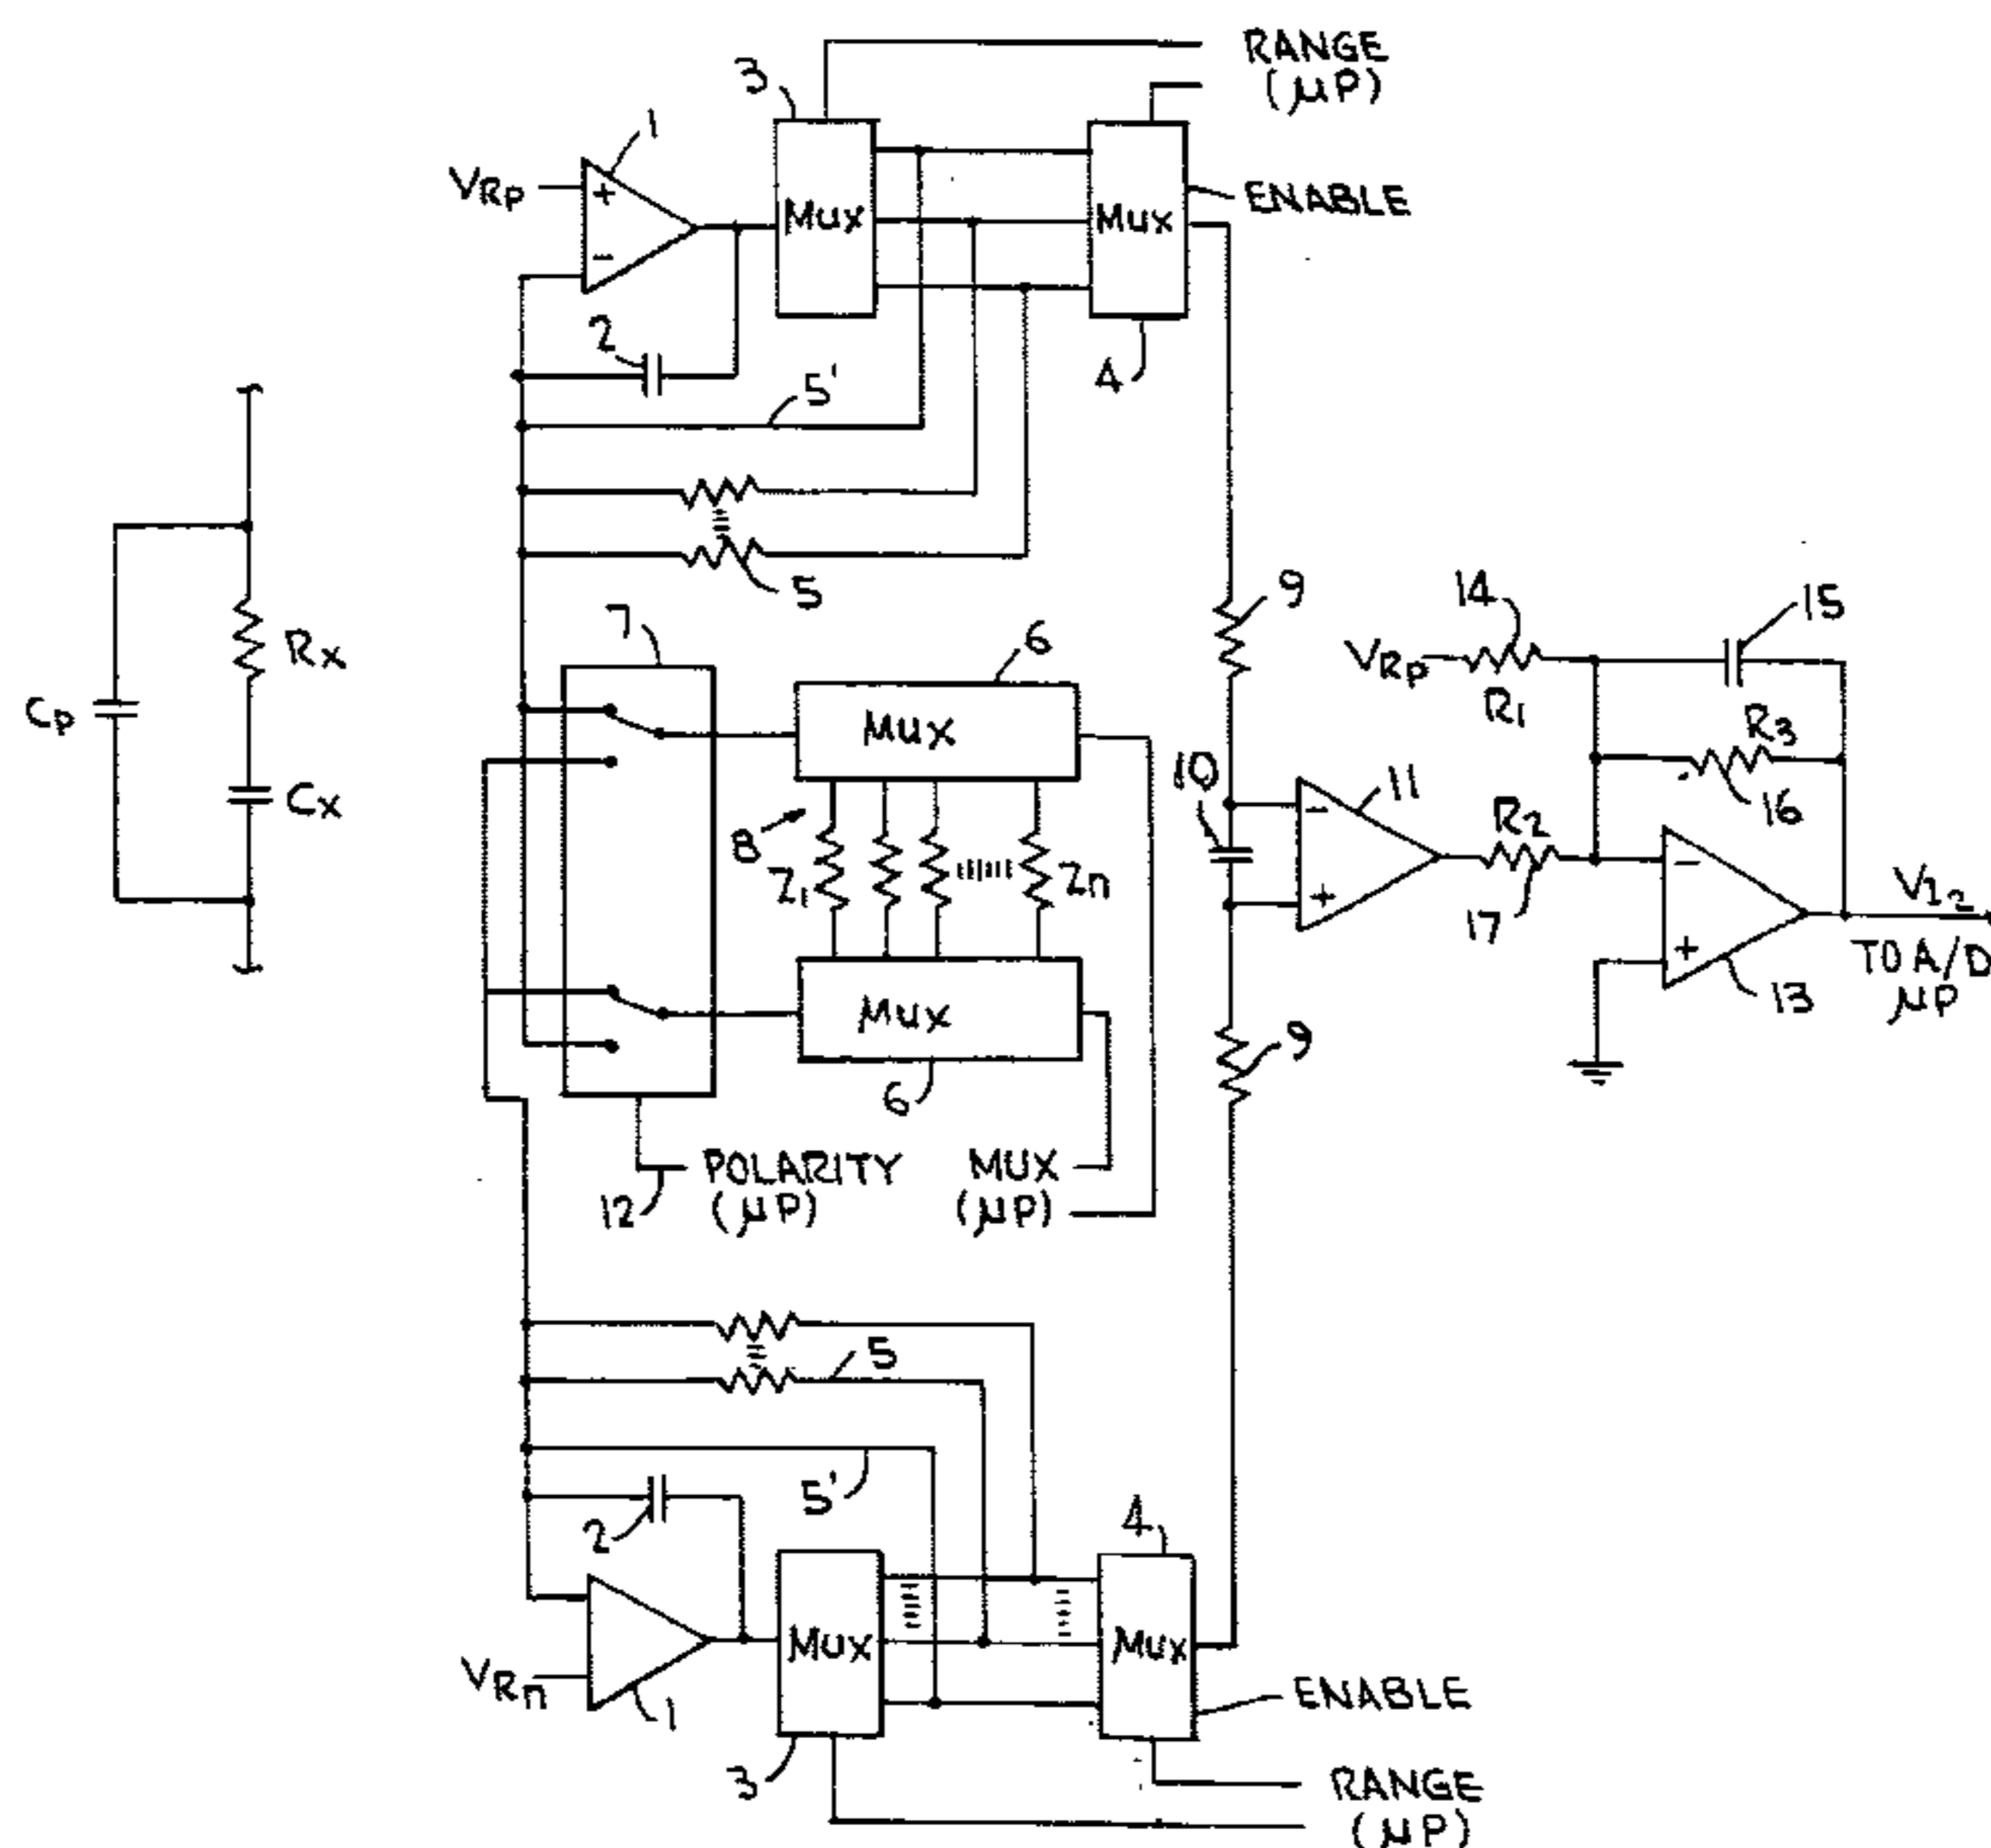 RANGE
(μP)
3
1
VRp
+
-
Mux
Mux
ENABLE
2
4
5'
5
Cp
Rx
Cx
7
6
Mux
8
Z1
Zn
Mux
6
9
10
-
+
11
9
14
VRp
R1
15
R3
16
R2
17
-
+
13
VI2
TO A/D
μP
12
POLARITY
(μP)
MUX
(μP)
5
5'
2
4
Mux
Mux
VRn
1
3
ENABLE
RANGE
(μP)